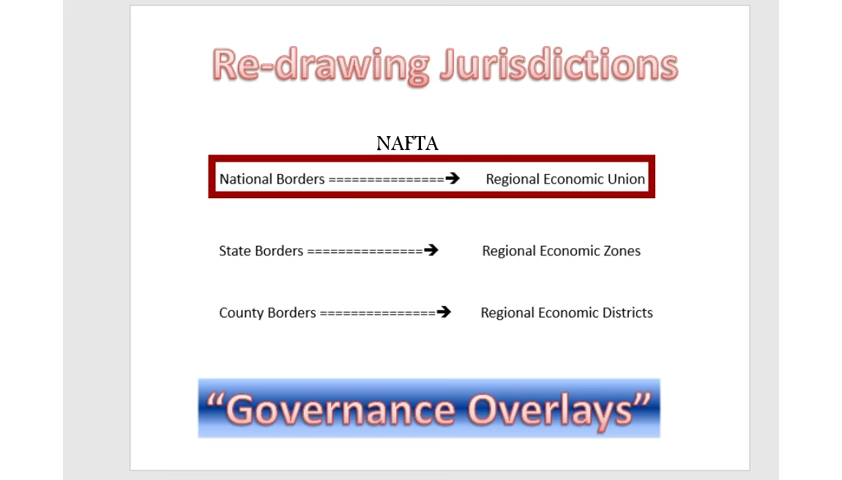 Re-drawing Jurisdictions
NAFTA
National Borders ===============➔ Regional Economic Union
State Borders ===============➔ Regional Economic Zones
County Borders ===============➔ Regional Economic Districts
“Governance Overlays”